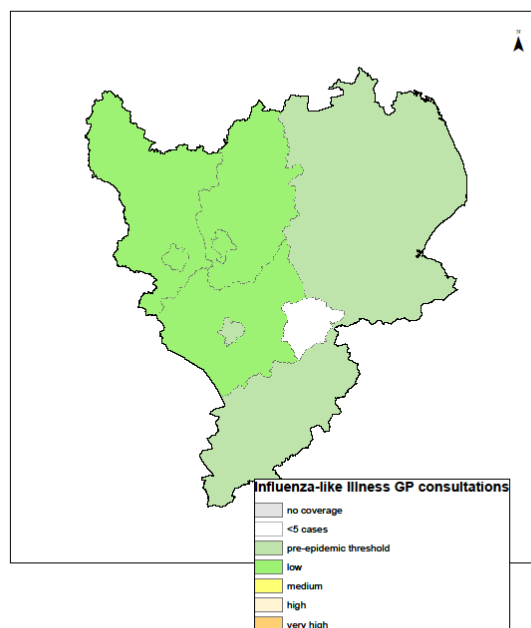 N
Influenza-like Illness GP consultations
no coverage
<5 cases
pre-epidemic threshold
low
medium
high
very high